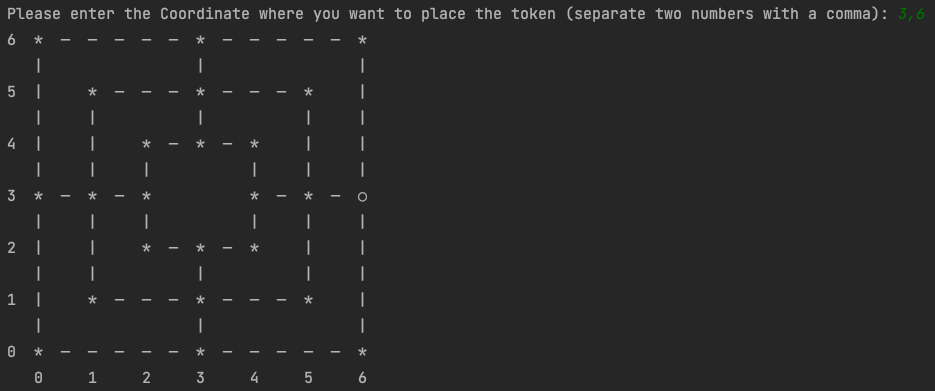 Please enter the Coordinate where you want to place the token (separate two numbers with a comma): 3,6
6  *  –  –  –  –  –  *  –  –  –  –  –  *
   |                 |                 |
5  |     *  –  –  –  *  –  –  –  *     |
   |     |           |           |     |
4  |     |     *  –  *  –  *     |     |
   |     |     |           |     |     |
3  *  –  *  –  *           *  –  *  –  o
   |     |     |           |     |     |
2  |     |     *  –  *  –  *     |     |
   |     |           |           |     |
1  |     *  –  –  –  *  –  –  –  *     |
   |                 |                 |
0  *  –  –  –  –  –  *  –  –  –  –  –  *
   0     1     2     3     4     5     6